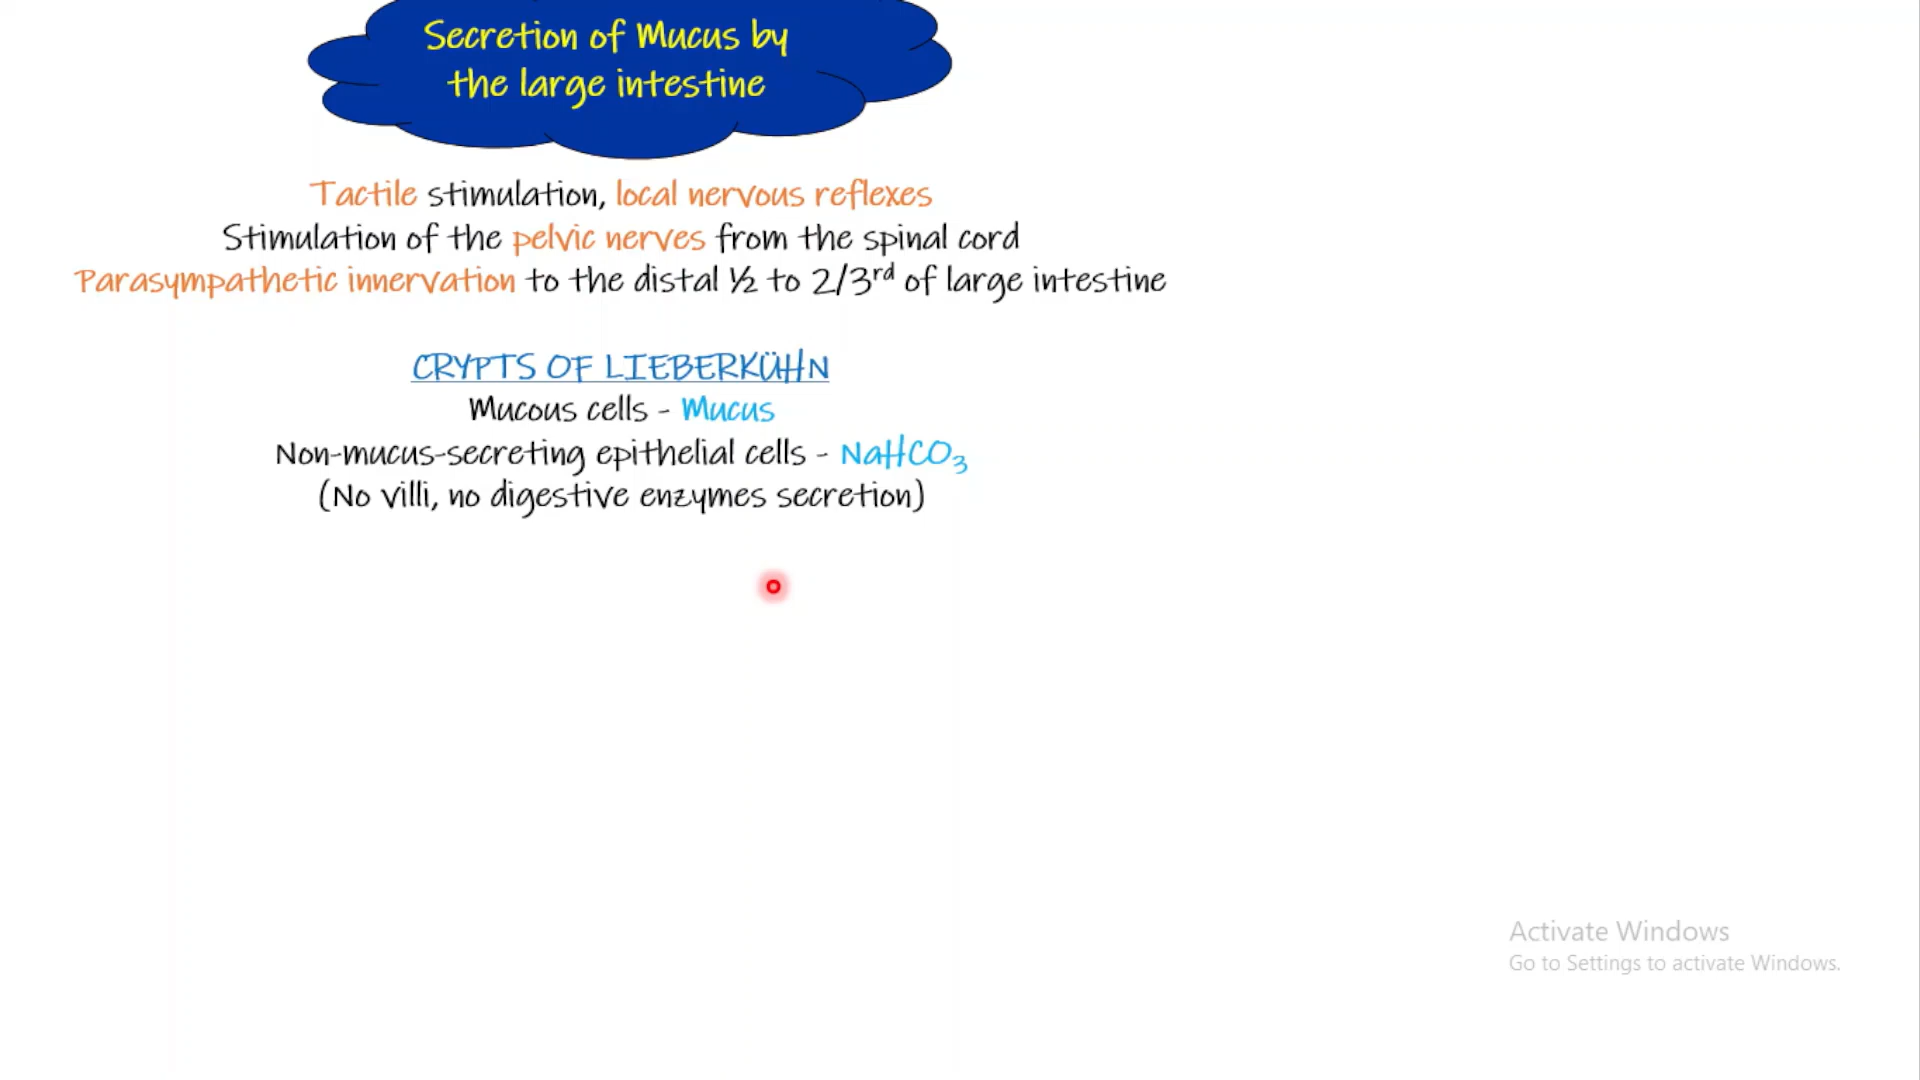 Secretion of Mucus by
the large intestine
Tactile stimulation, local nervous reflexes
Stimulation of the pelvic nerves from the spinal cord
Parasympathetic innervation to the distal ½ to 2/3ʳᵈ of large intestine
CRYPTS OF LIEBERKÜHN
Mucous cells - Mucus
Non-mucus-secreting epithelial cells - NaHCO₃
(No villi, no digestive enzymes secretion)
Activate Windows
Go to Settings to activate Windows.